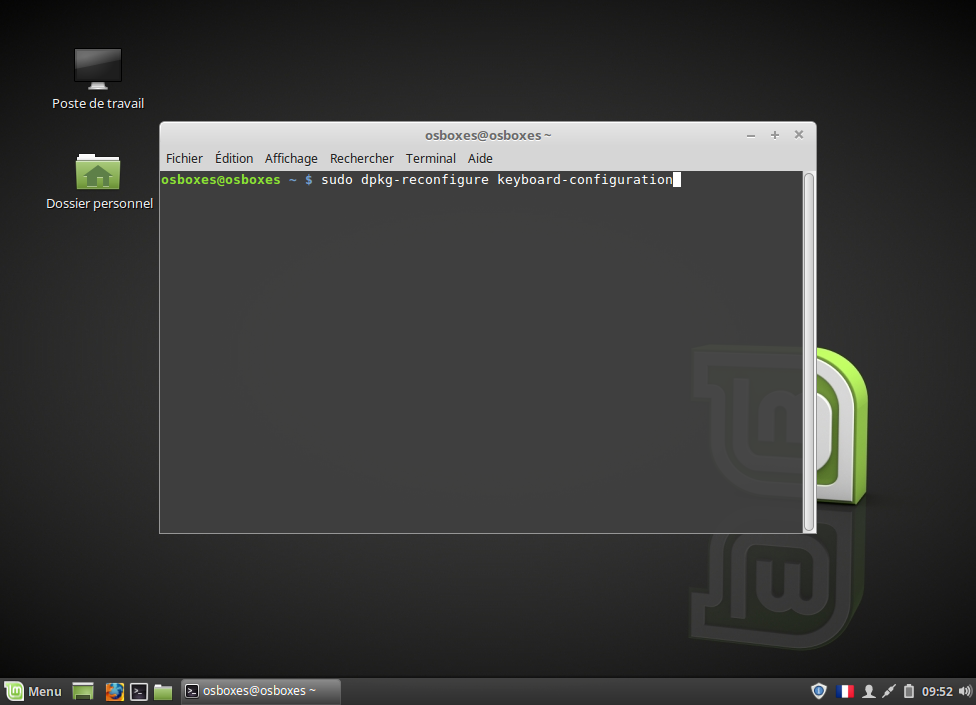 Poste de travail
Dossier personnel
osboxes@osboxes ~
Fichier Édition Affichage Rechercher Terminal Aide
osboxes@osboxes ~ $ sudo dpkg-reconfigure keyboard-configuration
Menu osboxes@osboxes ~ 09:52